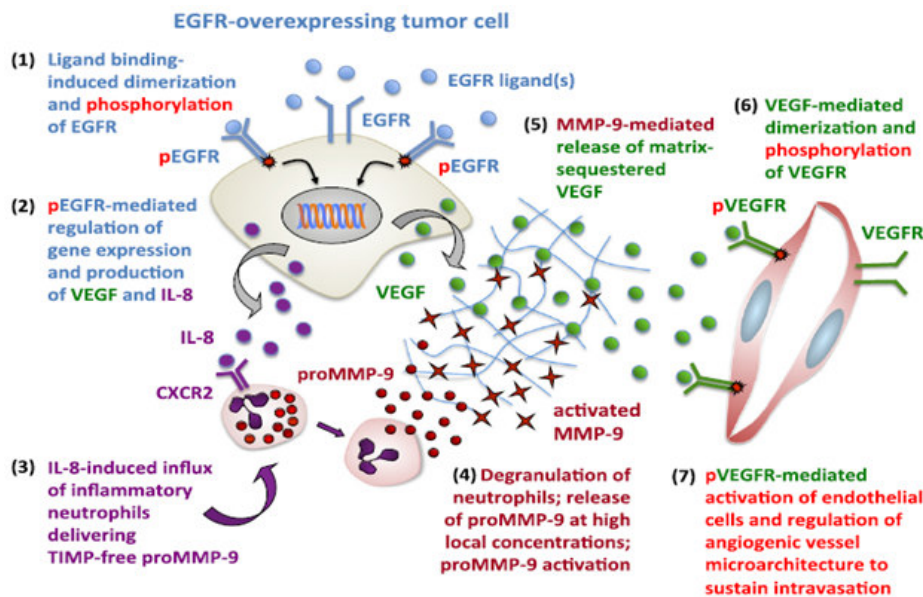 EGFR-overexpressing tumor cell
(1) Ligand binding-
induced dimerization
and phosphorylation
of EGFR
EGFR ligand(s)
EGFR
pEGFR
pEGFR
(2) pEGFR-mediated
regulation of
gene expression
and production
of VEGF and IL-8
VEGF
IL-8
CXCR2
proMMP-9
(3) IL-8-induced influx
of inflammatory
neutrophils
delivering
TIMP-free proMMP-9
activated
MMP-9
(4) Degranulation of
neutrophils; release
of proMMP-9 at high
local concentrations;
proMMP-9 activation
(5) MMP-9-mediated
release of matrix-
sequestered
VEGF
(6) VEGF-mediated
dimerization and
phosphorylation
of VEGFR
pVEGFR
VEGFR
(7) pVEGFR-mediated
activation of endothelial
cells and regulation of
angiogenic vessel
microarchitecture to
sustain intravasation